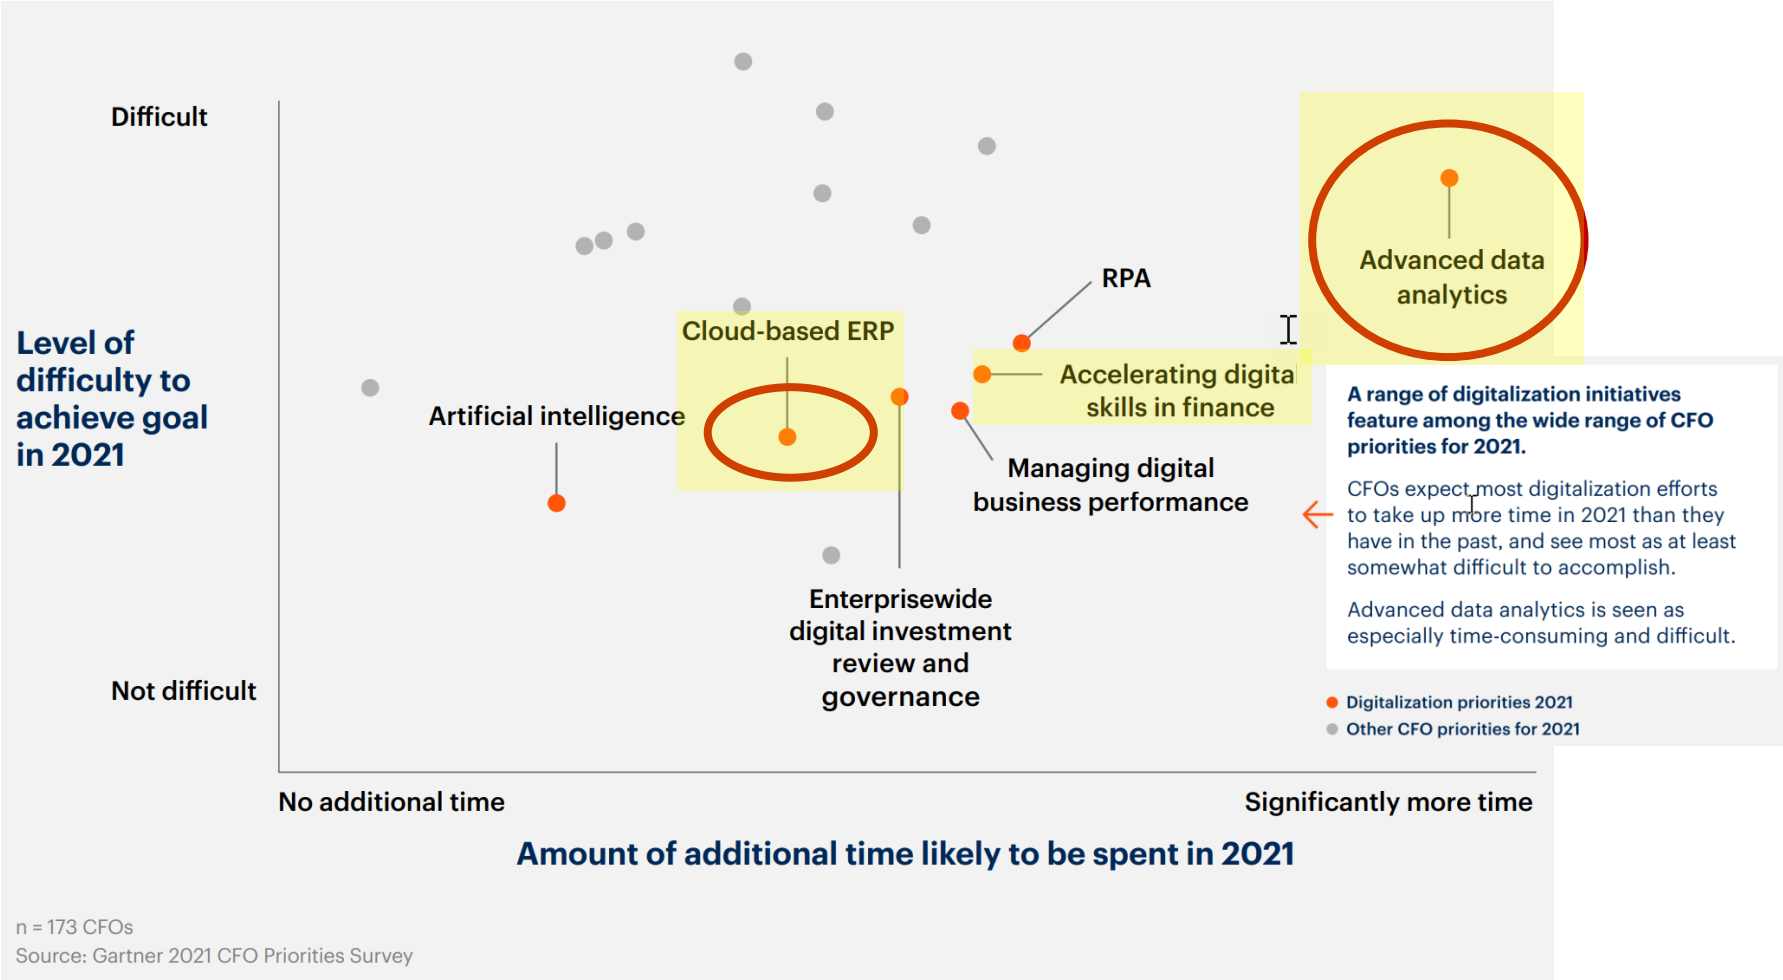 Difficult
Level of
difficulty to
achieve goal
in 2021
Not difficult
RPA
Advanced data
analytics
Cloud-based ERP
Accelerating digital
skills in finance
Artificial intelligence
Managing digital
business performance
Enterprisewide
digital investment
review and
governance
A range of digitalization initiatives
feature among the wide range of CFO
priorities for 2021.
CFOs expect most digitalization efforts
to take up more time in 2021 than they
have in the past, and see most as at least
somewhat difficult to accomplish.
Advanced data analytics is seen as
especially time-consuming and difficult.
Digitalization priorities 2021
Other CFO priorities for 2021
No additional time
Significantly more time
Amount of additional time likely to be spent in 2021
n = 173 CFOs
Source: Gartner 2021 CFO Priorities Survey